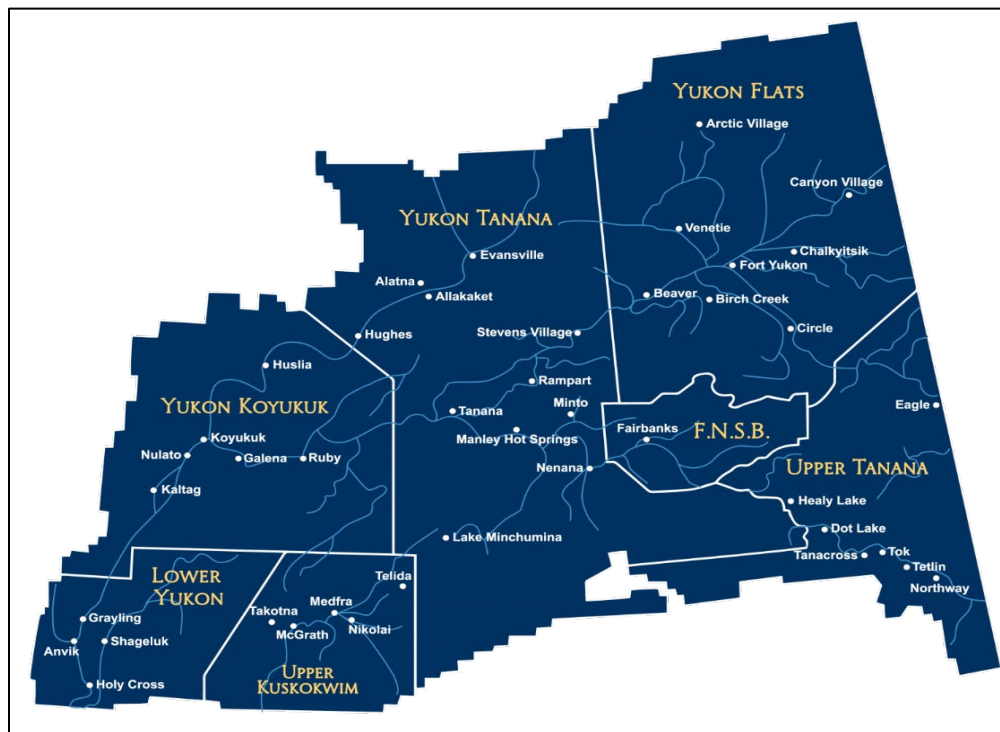 YUKON FLATS
Arctic Village
Canyon Village
YUKON TANANA
Venetie
Evansville
Chalkyitsik
Fort Yukon
Alatna
Allakaket
Beaver
Birch Creek
Stevens Village
Circle
Hughes
Huslia
Rampart
YUKON KOYUKUK
Minto
Tanana
Eagle
Fairbanks
F.N.S.B.
Manley Hot Springs
Koyukuk
Nulato
Galena
Ruby
Nenana
UPPER TANANA
Kaltag
Healy Lake
Dot Lake
Lake Minchumina
Tanacross
Tok
Tetlin
Northway
LOWER
YUKON
Telida
Medfra
Takotna
Grayling
McGrath
Nikolai
Anvik
Shageluk
UPPER
KUSKOKWIM
Holy Cross